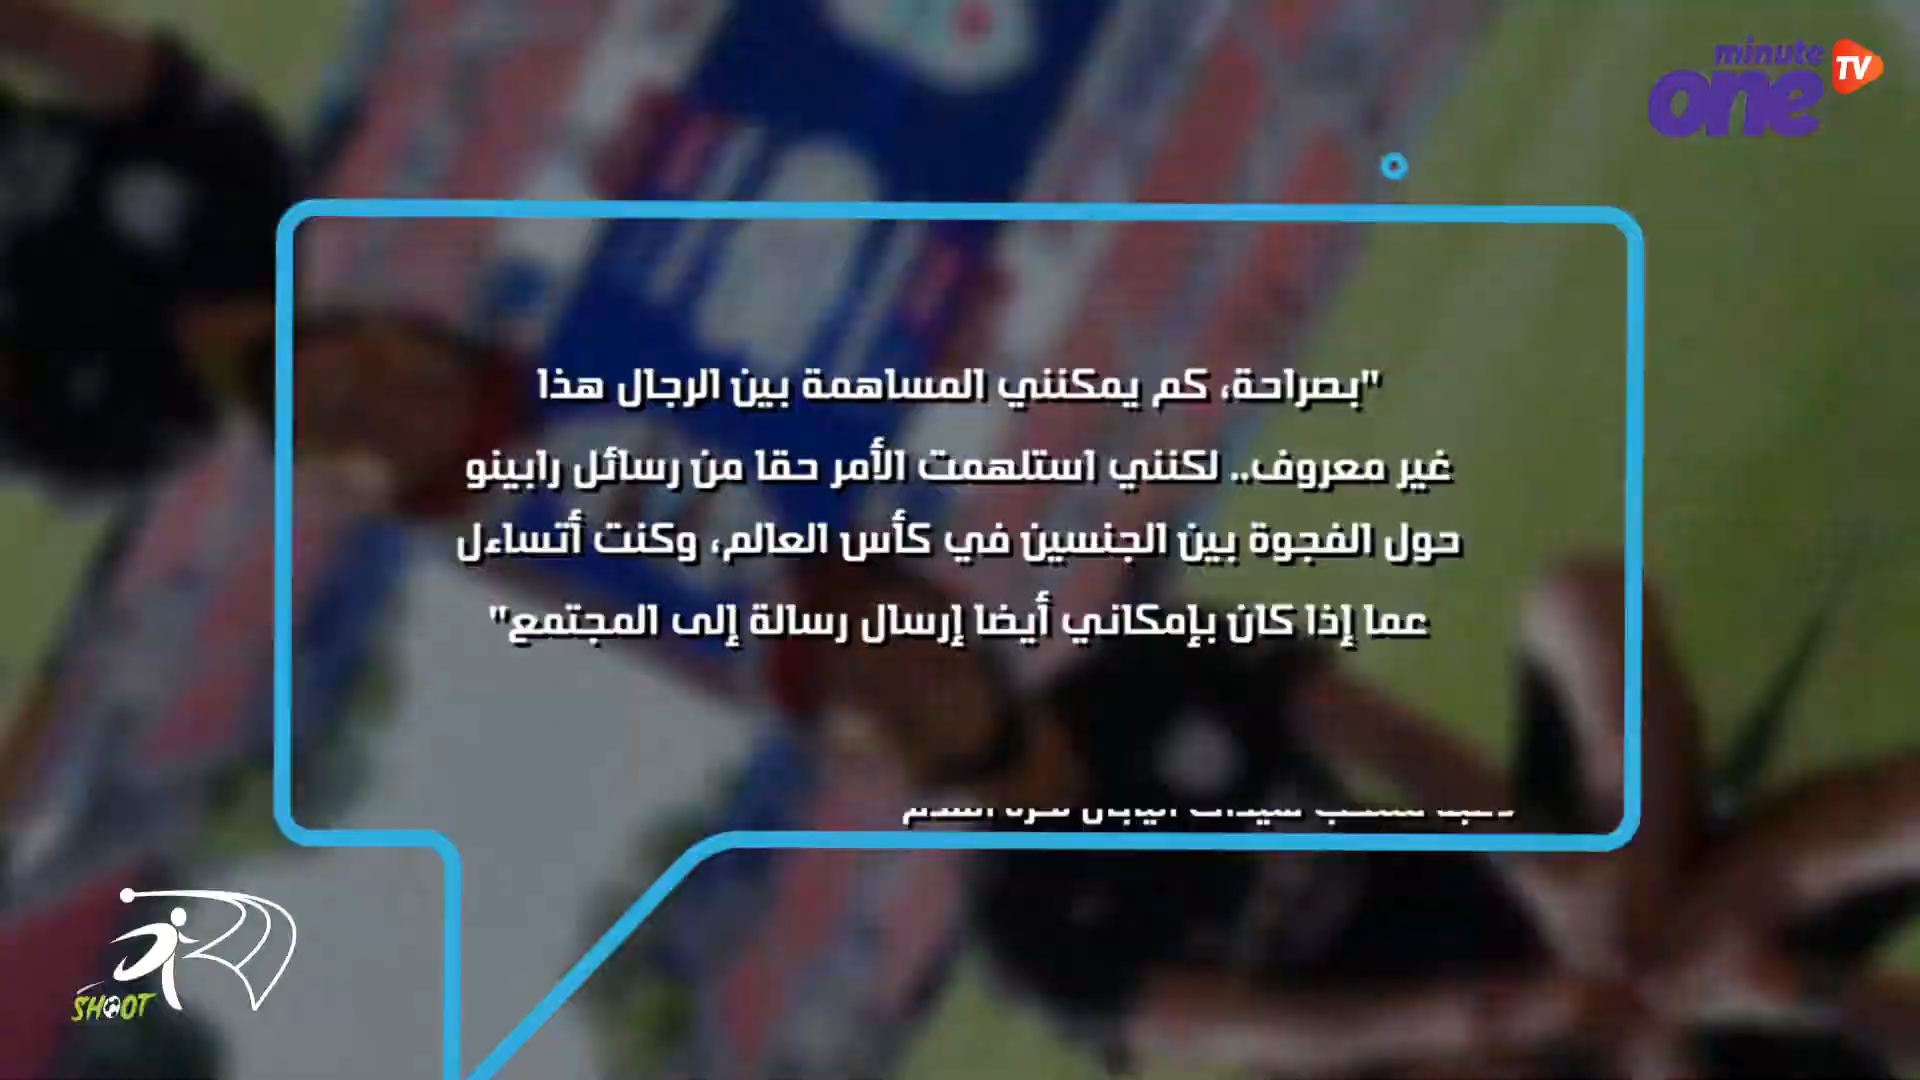 minute
one TV
"بصراحة، كم يمكنني المساهمة بين الرجال هذا
غير معروف.. لكنني استلهمت الأمر حقا من رسائل رابينو
حول الفجوة بين الجنسين في كأس العالم، وكنت أتساءل
عما إذا كان بإمكاني أيضا إرسال رسالة إلى المجتمع"
SHOOT